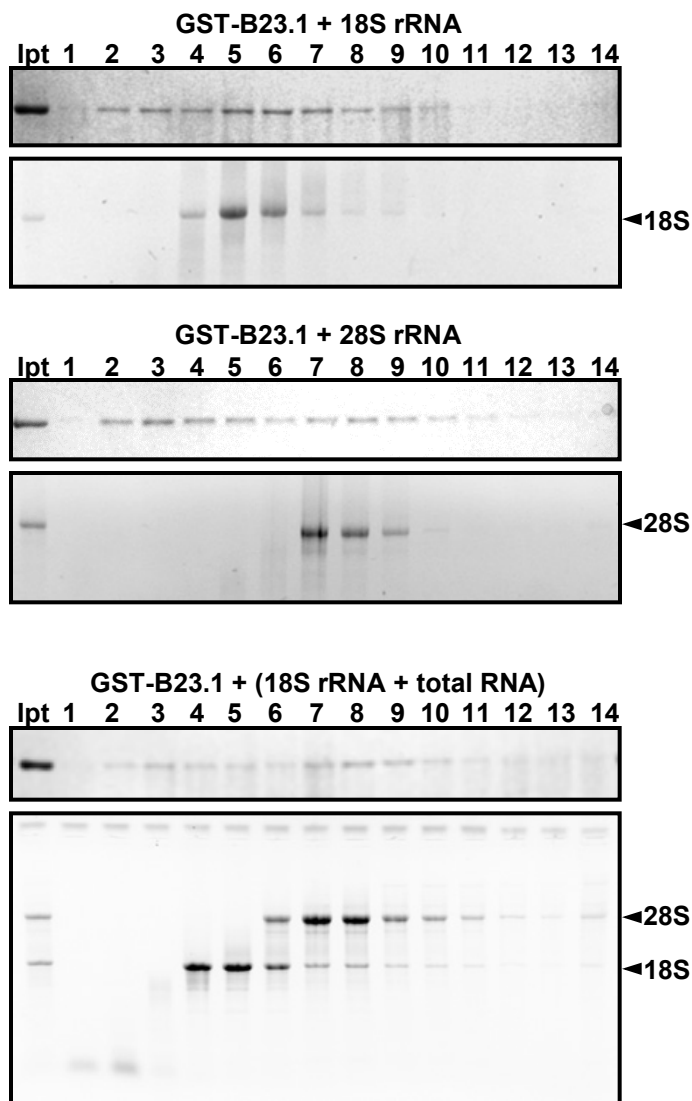 GST-B23.1 + 18S rRNA
Ipt 1 2 3 4 5 6 7 8 9 10 11 12 13 14
◄18S
GST-B23.1 + 28S rRNA
Ipt 1 2 3 4 5 6 7 8 9 10 11 12 13 14
◄28S
GST-B23.1 + (18S rRNA + total RNA)
Ipt 1 2 3 4 5 6 7 8 9 10 11 12 13 14
◄28S
◄18S